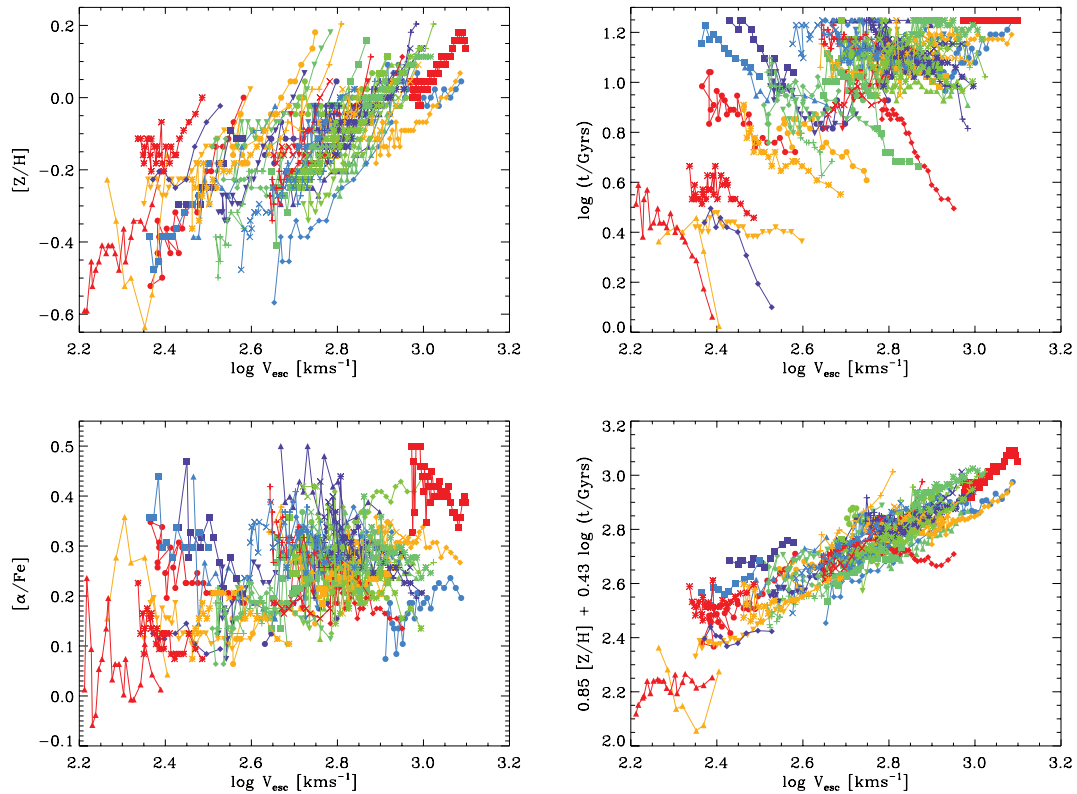 0.2
0.0
−0.2
−0.4
−0.6
[Z/H]
2.2 2.4 2.6 2.8 3.0 3.2
log V_esc [kms⁻¹]
1.2
1.0
0.8
0.6
0.4
0.2
0.0
log (t/Gyrs)
2.2 2.4 2.6 2.8 3.0 3.2
log V_esc [kms⁻¹]
0.5
0.4
0.3
0.2
0.1
0.0
−0.1
[α/Fe]
2.2 2.4 2.6 2.8 3.0 3.2
log V_esc [kms⁻¹]
3.2
3.0
2.8
2.6
2.4
2.2
2.0
0.85 [Z/H] + 0.43 log (t/Gyrs)
2.2 2.4 2.6 2.8 3.0 3.2
log V_esc [kms⁻¹]